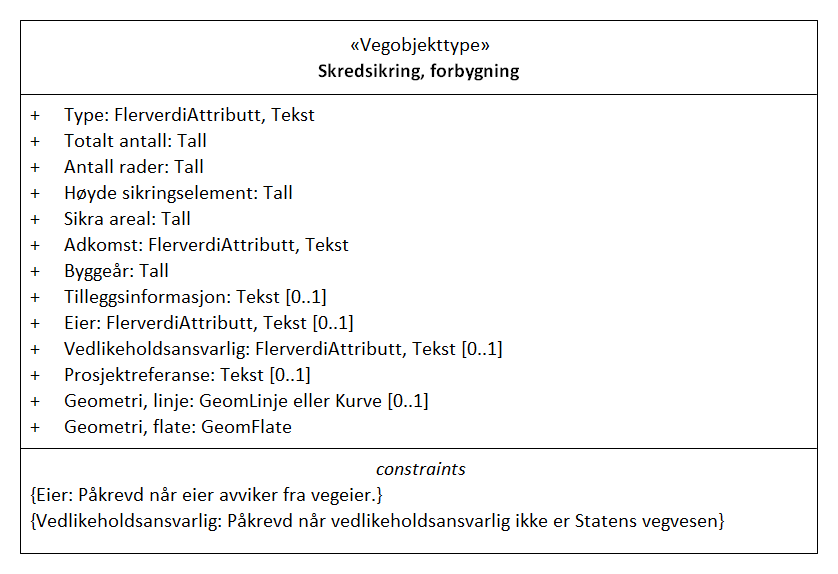 «Vegobjekttype»
Skredsikring, forbygning
+ Type: FlerverdiAttributt, Tekst
+ Totalt antall: Tall
+ Antall rader: Tall
+ Høyde sikringselement: Tall
+ Sikra areal: Tall
+ Adkomst: FlerverdiAttributt, Tekst
+ Byggeår: Tall
+ Tilleggsinformasjon: Tekst [0..1]
+ Eier: FlerverdiAttributt, Tekst [0..1]
+ Vedlikeholdsansvarlig: FlerverdiAttributt, Tekst [0..1]
+ Prosjektreferanse: Tekst [0..1]
+ Geometri, linje: GeomLinje eller Kurve [0..1]
+ Geometri, flate: GeomFlate
constraints
{Eier: Påkrevd når eier avviker fra vegeier.}
{Vedlikeholdsansvarlig: Påkrevd når vedlikeholdsansvarlig ikke er Statens vegvesen}